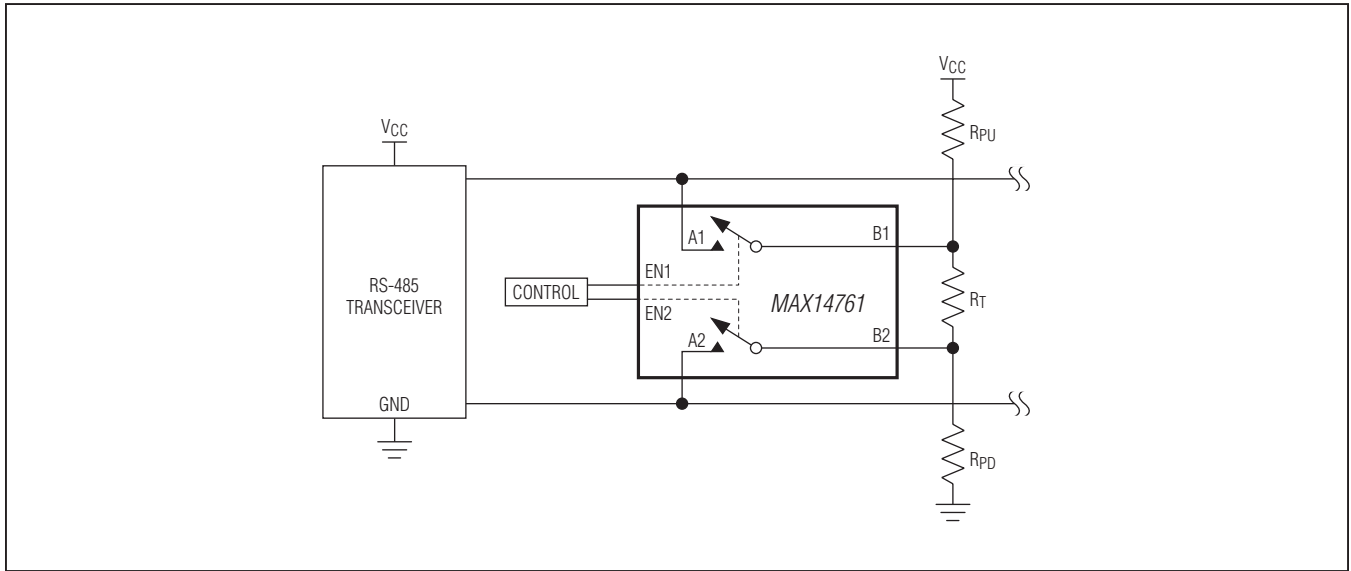 VCC
VCC
RPU
A1
B1
EN1
RS-485
TRANSCEIVER
CONTROL
MAX14761
RT
EN2
A2
B2
GND
RPD